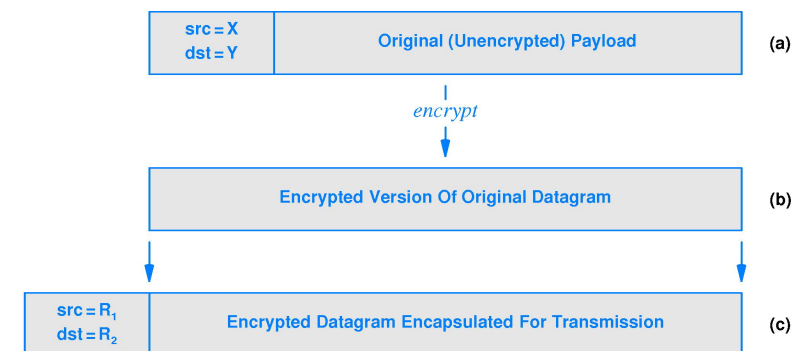 src = X
dst = Y
Original (Unencrypted) Payload
(a)
encrypt
Encrypted Version Of Original Datagram
(b)
src = R1
dst = R2
Encrypted Datagram Encapsulated For Transmission
(c)